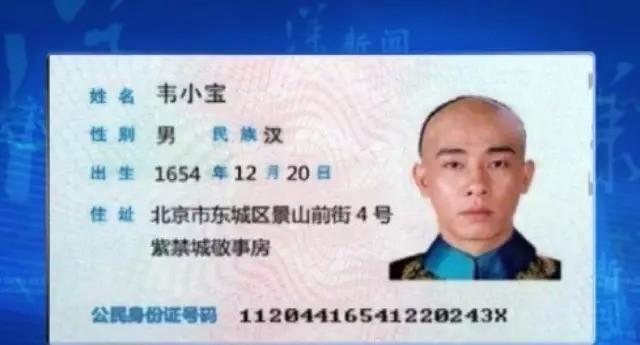 姓名 韦小宝
性别 男 民族 汉
出生 1654 年 12 月 20 日
住址 北京市东城区景山前街4号
紫禁城敬事房
公民身份证号码 11204416541220243X